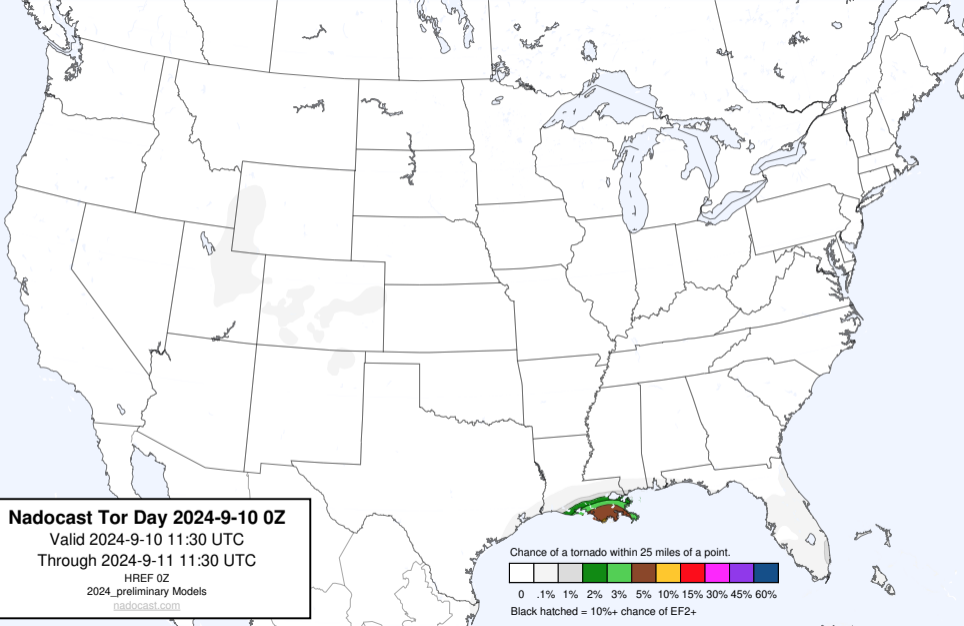 Nadocast Tor Day 2024-9-10 0Z
Valid 2024-9-10 11:30 UTC
Through 2024-9-11 11:30 UTC
HREF 0Z
2024_preliminary Models
nadocast.com
Chance of a tornado within 25 miles of a point.
0 .1% 1% 2% 3% 5% 10% 15% 30% 45% 60%
Black hatched = 10%+ chance of EF2+